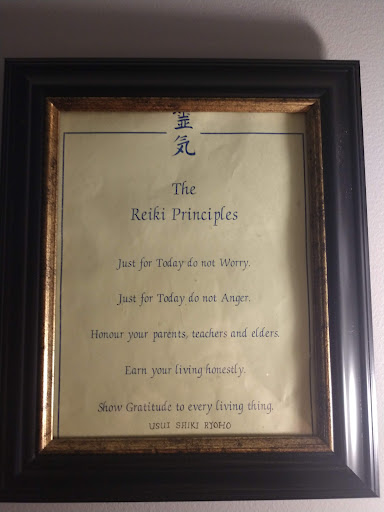 霊
気
The
Reiki Principles
Just for Today do not Worry.
Just for Today do not Anger.
Honour your parents, teachers and elders.
Earn your living honestly.
Show Gratitude to every living thing.
USUI SHIKI RYOHO